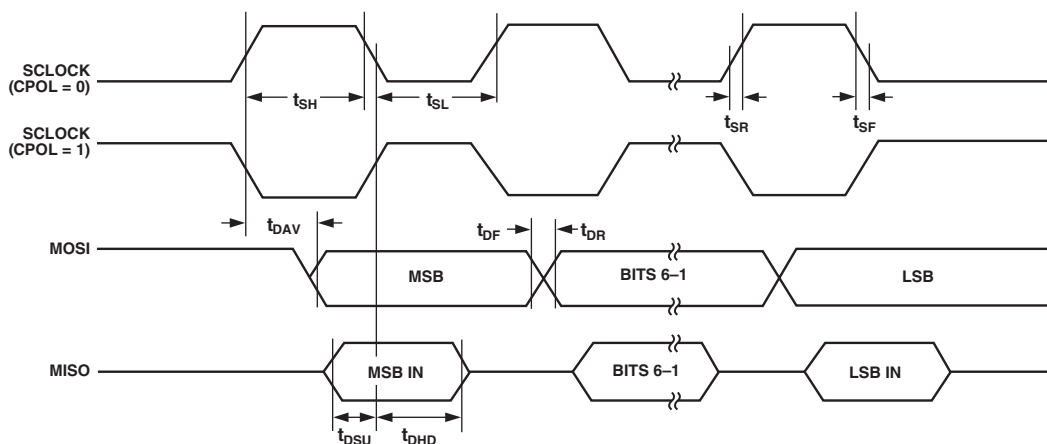 SCLOCK
(CPOL = 0)
tSH
tSL
tSR
tSF
SCLOCK
(CPOL = 1)
tDAV
tDF
tDR
MOSI
MSB
BITS 6–1
LSB
MISO
MSB IN
BITS 6–1
LSB IN
tDSU
tDHD